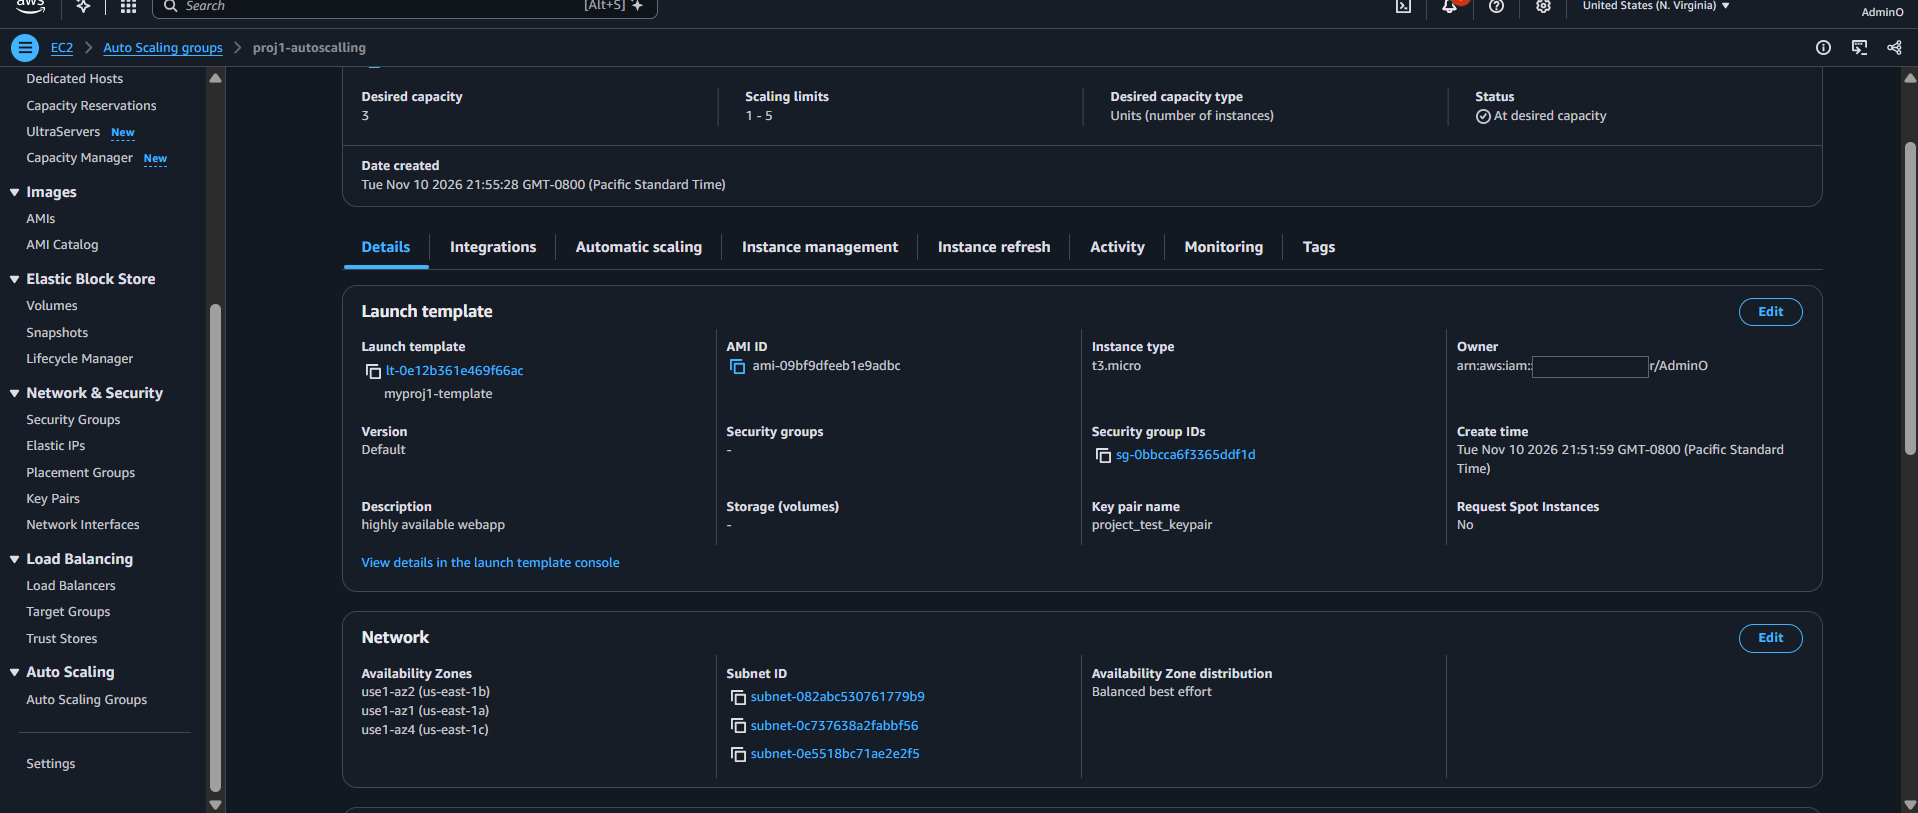 aws
Search
[Alt+S]
United States (N. Virginia)
AdminO
EC2
Auto Scaling groups
proj1-autoscalling
Dedicated Hosts
Capacity Reservations
UltraServers New
Capacity Manager New
Images
AMIs
AMI Catalog
Elastic Block Store
Volumes
Snapshots
Lifecycle Manager
Network & Security
Security Groups
Elastic IPs
Placement Groups
Key Pairs
Network Interfaces
Load Balancing
Load Balancers
Target Groups
Trust Stores
Auto Scaling
Auto Scaling Groups
Settings
Desired capacity
3
Scaling limits
1 - 5
Desired capacity type
Units (number of instances)
Status
At desired capacity
Date created
Tue Nov 10 2026 21:55:28 GMT-0800 (Pacific Standard Time)
Details
Integrations
Automatic scaling
Instance management
Instance refresh
Activity
Monitoring
Tags
Launch template
Edit
Launch template
lt-0e12b361e469f66ac
myproj1-template
AMI ID
ami-09bf9dfeeb1e9adbc
Instance type
t3.micro
Owner
arn:aws:iam: r/AdminO
Version
Default
Security groups
-
Security group IDs
sg-0bbcca6f3365ddf1d
Create time
Tue Nov 10 2026 21:51:59 GMT-0800 (Pacific Standard
Time)
Description
highly available webapp
Storage (volumes)
-
Key pair name
project_test_keypair
Request Spot Instances
No
View details in the launch template console
Network
Edit
Availability Zones
use1-az2 (us-east-1b)
use1-az1 (us-east-1a)
use1-az4 (us-east-1c)
Subnet ID
subnet-082abc530761779b9
subnet-0c737638a2fabbf56
subnet-0e5518bc71ae2e2f5
Availability Zone distribution
Balanced best effort